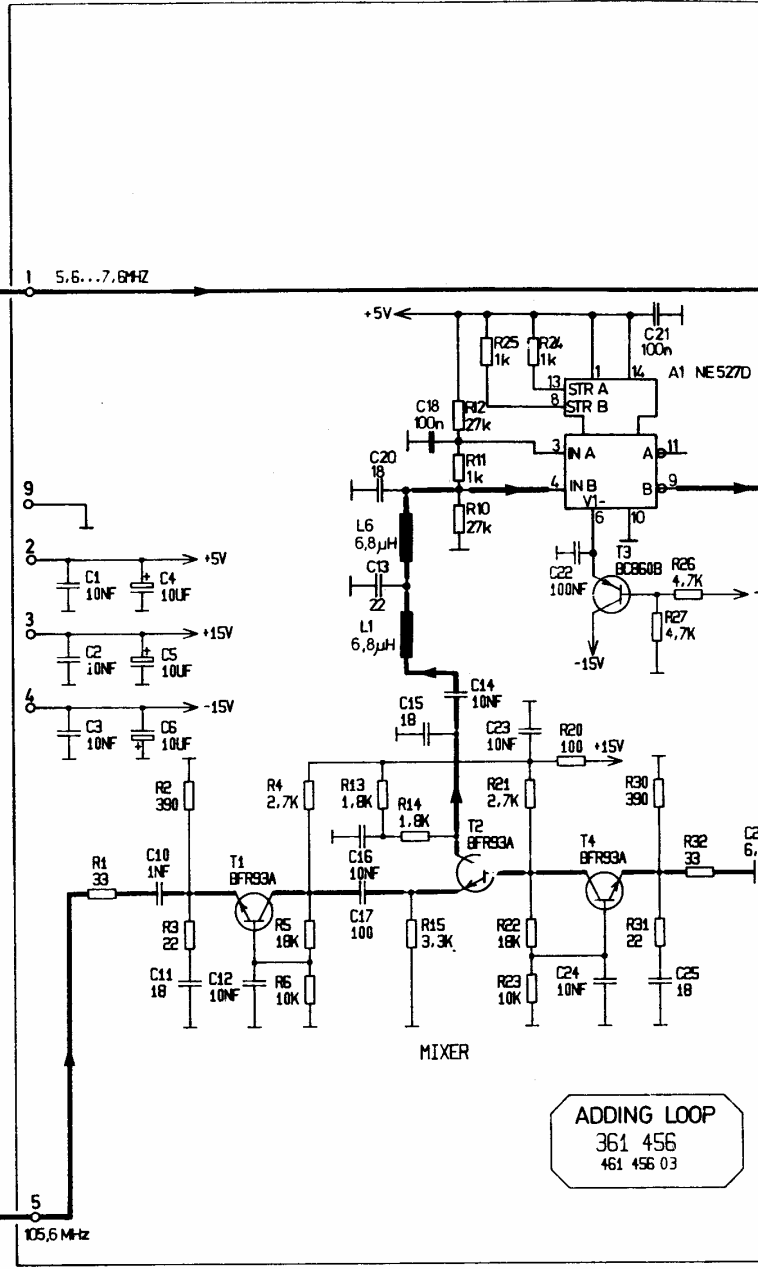 1 5,6...7,6MHZ
+5V
C21
100n
R25
1k
R24
1k
1
14
A1 NE527D
13
STR A
8
STR B
C18
100n
R12
27k
3
IN A
A
11
C20
18
R11
1k
4
IN B
B
9
V1-
6
10
R10
27k
9
L6
6,8µH
2
+5V
C1
10NF
C4
10UF
+
C13
22
C22
100NF
T3
BC860B
R26
4,7K
R27
4,7K
-15V
3
+15V
C2
10NF
C5
10UF
+
L1
6,8µH
4
-15V
C3
10NF
C6
10UF
+
C14
10NF
C15
18
C23
10NF
R20
100
+15V
R2
390
R4
2,7K
R13
1,8K
R14
1,8K
R21
2,7K
R30
390
T2
BFR93A
T4
BFR93A
R32
33
R1
33
C10
1NF
T1
BFR93A
C16
10NF
C17
100
R3
22
R5
18K
R15
3,3K
R22
18K
R31
22
C11
18
C12
10NF
R6
10K
R23
10K
C24
10NF
C25
18
MIXER
ADDING LOOP
361 456
461 456 03
5
105,6 MHz